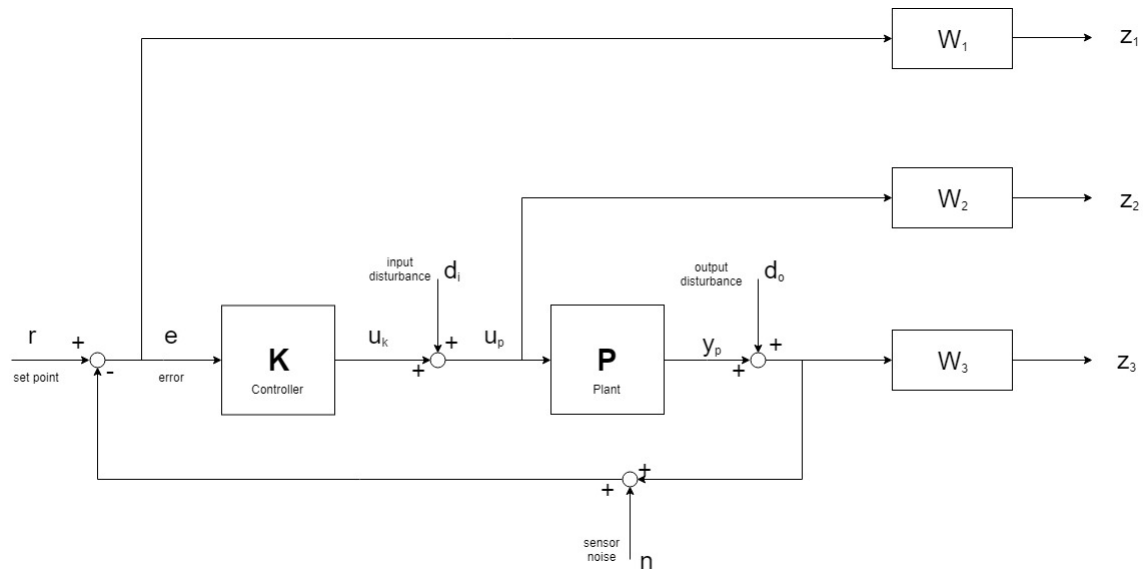 W₁
z₁
W₂
z₂
input
disturbance
dᵢ
output
disturbance
dₒ
r
+
e
uₖ
+
uₚ
yₚ
+
set point
-
error
K
Controller
+
P
Plant
+
W₃
z₃
+
+
sensor
noise
n